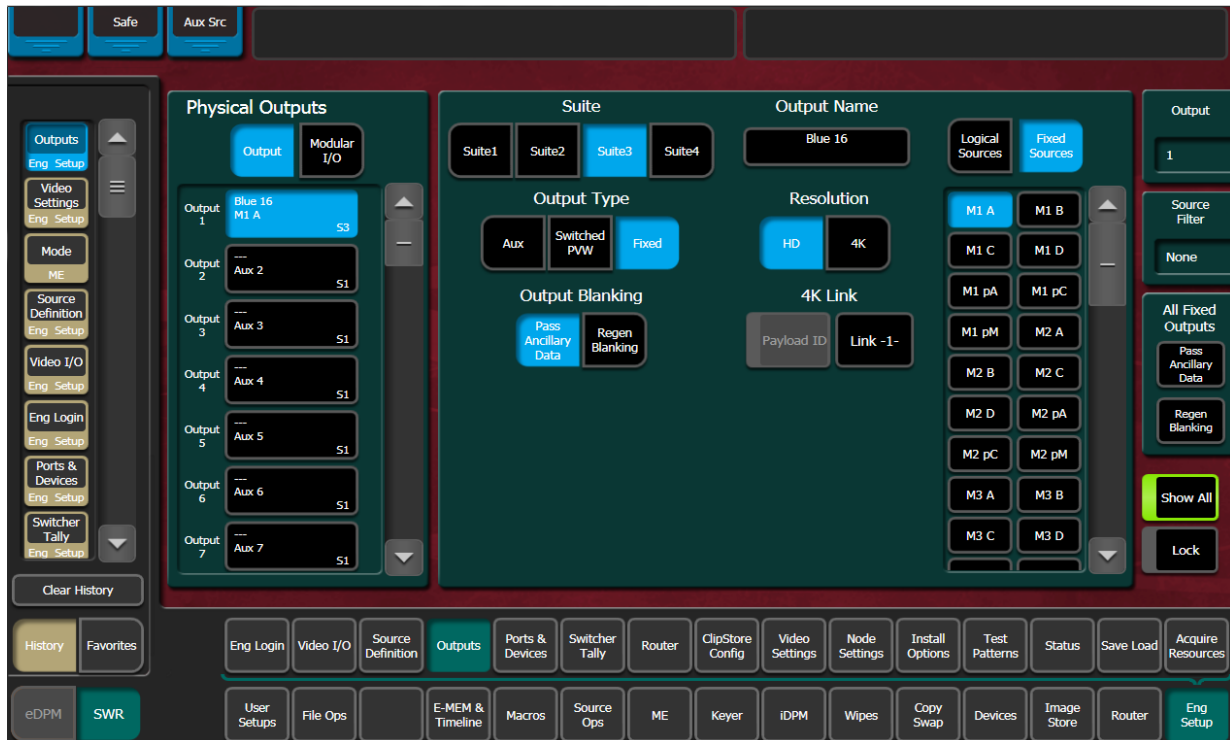 Safe
Aux Src
Outputs
Eng Setup
Video
Settings
Eng Setup
Mode
ME
Source
Definition
Eng Setup
Video I/O
Eng Setup
Eng Login
Eng Setup
Ports &
Devices
Eng Setup
Switcher
Tally
Eng Setup
Clear History
History
Favorites
eDPM
SWR
Physical Outputs
Output
Modular
I/O
Output
1
Blue 16
M1 A
S3
Output
2
---
Aux 2
S1
Output
3
---
Aux 3
S1
Output
4
---
Aux 4
S1
Output
5
---
Aux 5
S1
Output
6
---
Aux 6
S1
Output
7
---
Aux 7
S1
Suite
Suite1
Suite2
Suite3
Suite4
Output Name
Blue 16
Output Type
Aux
Switched
PVW
Fixed
Resolution
HD
4K
Output Blanking
Pass
Ancillary
Data
Regen
Blanking
4K Link
Payload ID
Link -1-
Logical
Sources
Fixed
Sources
M1 A
M1 B
M1 C
M1 D
M1 pA
M1 pC
M1 pM
M2 A
M2 B
M2 C
M2 D
M2 pA
M2 pC
M2 pM
M3 A
M3 B
M3 C
M3 D
Output
1
Source
Filter
None
All Fixed
Outputs
Pass
Ancillary
Data
Regen
Blanking
Show All
Lock
Eng Login
Video I/O
Source
Definition
Outputs
Ports &
Devices
Switcher
Tally
Router
ClipStore
Config
Video
Settings
Node
Settings
Install
Options
Test
Patterns
Status
Save Load
Acquire
Resources
User
Setups
File Ops
E-MEM &
Timeline
Macros
Source
Ops
ME
Keyer
iDPM
Wipes
Copy
Swap
Devices
Image
Store
Router
Eng
Setup